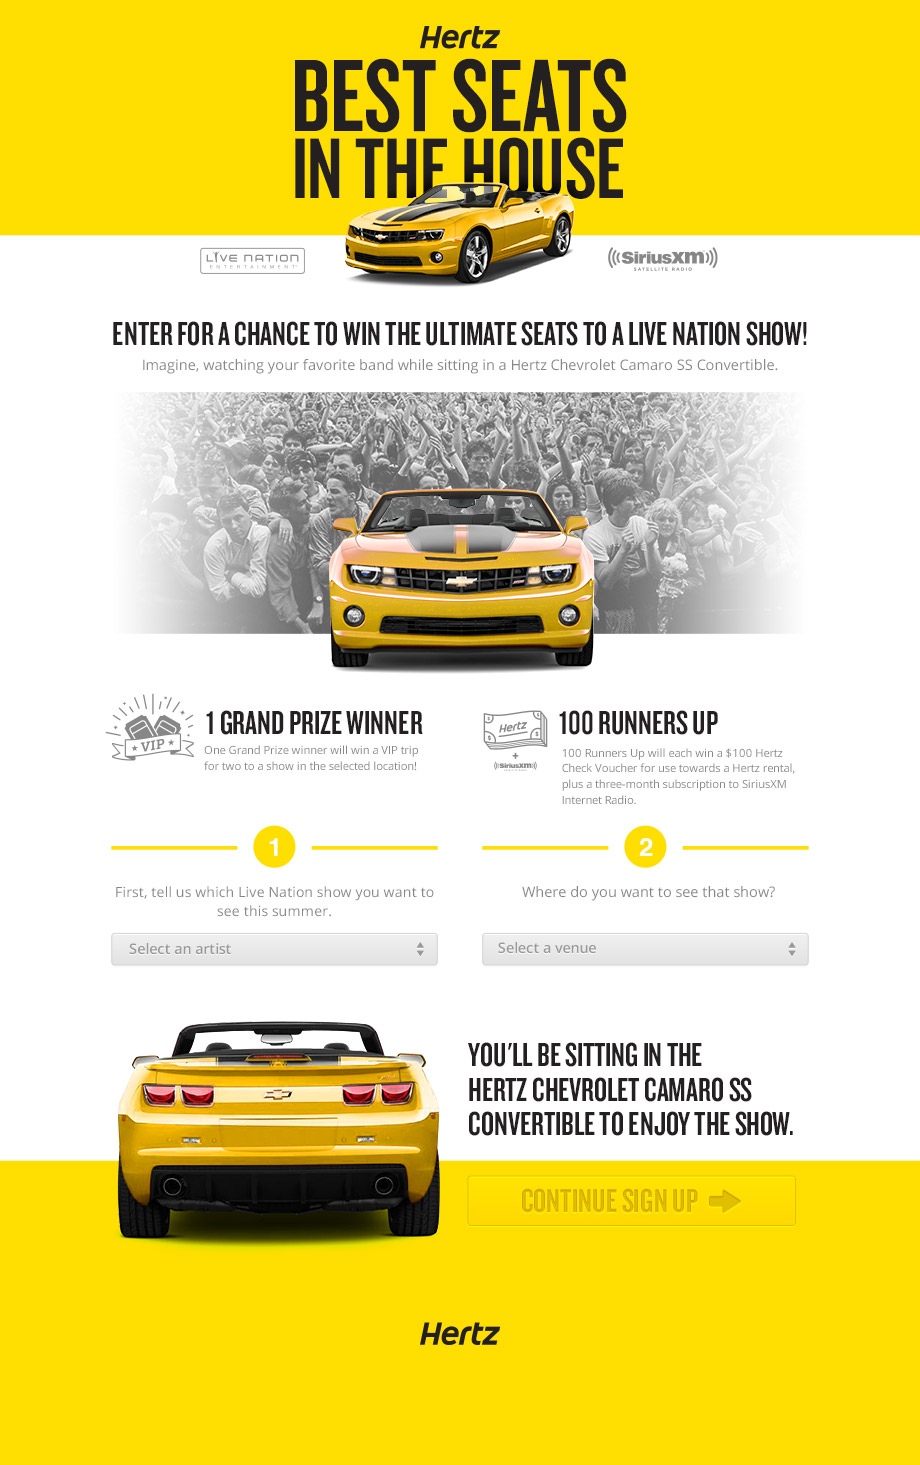 Hertz
BEST SEATS
IN THE HOUSE
LIVE NATION
ENTERTAINMENT
SiriusXM
SATELLITE RADIO
ENTER FOR A CHANCE TO WIN THE ULTIMATE SEATS TO A LIVE NATION SHOW!
Imagine, watching your favorite band while sitting in a Hertz Chevrolet Camaro SS Convertible.
VIP
1 GRAND PRIZE WINNER
One Grand Prize winner will win a VIP trip
for two to a show in the selected location!
Hertz
+
SiriusXM
100 RUNNERS UP
100 Runners Up will each win a $100 Hertz
Check Voucher for use towards a Hertz rental,
plus a three-month subscription to SiriusXM
Internet Radio.
1
First, tell us which Live Nation show you want to
see this summer.
Select an artist
2
Where do you want to see that show?
Select a venue
YOU'LL BE SITTING IN THE
HERTZ CHEVROLET CAMARO SS
CONVERTIBLE TO ENJOY THE SHOW.
CONTINUE SIGN UP
Hertz